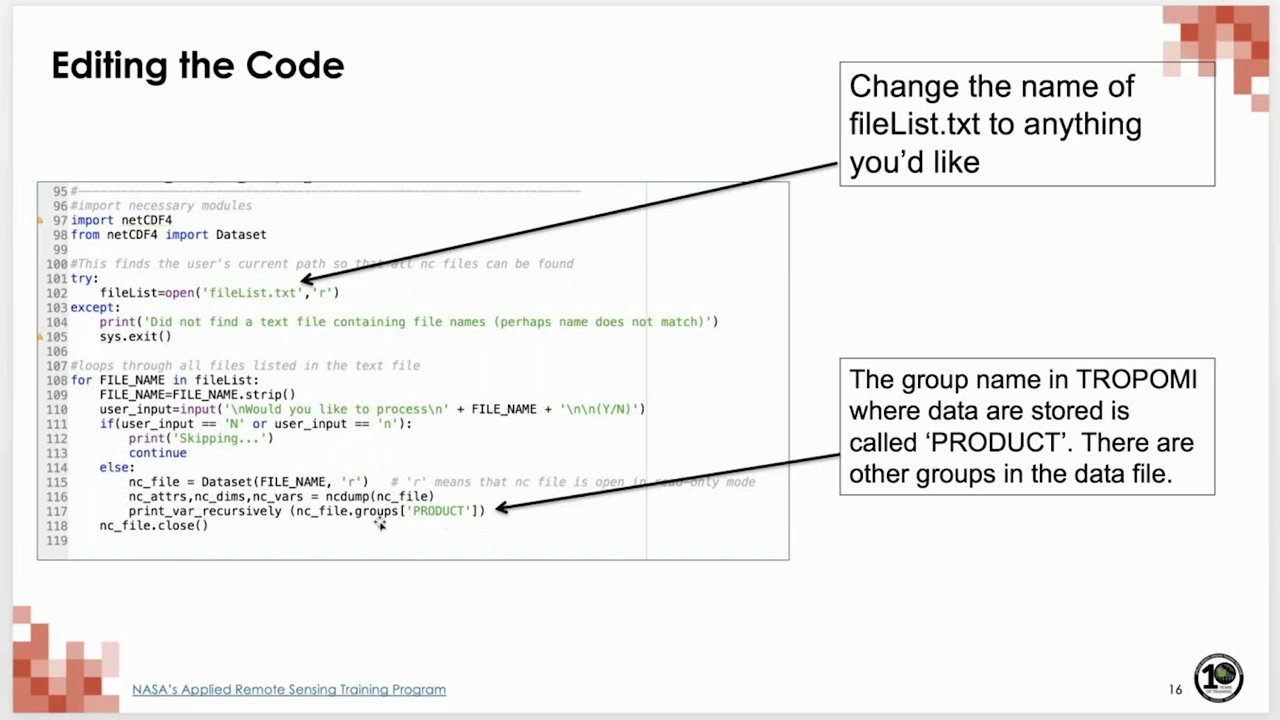 Editing the Code
Change the name of
fileList.txt to anything
you'd like
95 #
96 #import necessary modules
97 import netCDF4
98 from netCDF4 import Dataset
99
100 #This finds the user's current path so that all nc files can be found
101 try:
102     fileList=open('fileList.txt','r')
103 except:
104     print('Did not find a text file containing file names (perhaps name does not match)')
105     sys.exit()
106
107 #loops through all files listed in the text file
108 for FILE_NAME in fileList:
109     FILE_NAME=FILE_NAME.strip()
110     user_input=input('\nWould you like to process\n' + FILE_NAME + '\n\n(Y/N)')
111     if(user_input == 'N' or user_input == 'n'):
112         print('Skipping...')
113         continue
114     else:
115         nc_file = Dataset(FILE_NAME, 'r')   # 'r' means that nc file is open in read-only mode
116         nc_attrs,nc_dims,nc_vars = ncdump(nc_file)
117         print_var_recursively (nc_file.groups['PRODUCT'])
118     nc_file.close()
119
The group name in TROPOMI
where data are stored is
called ‘PRODUCT’. There are
other groups in the data file.
NASA's Applied Remote Sensing Training Program
16
10
YEARS
OF TRAINING